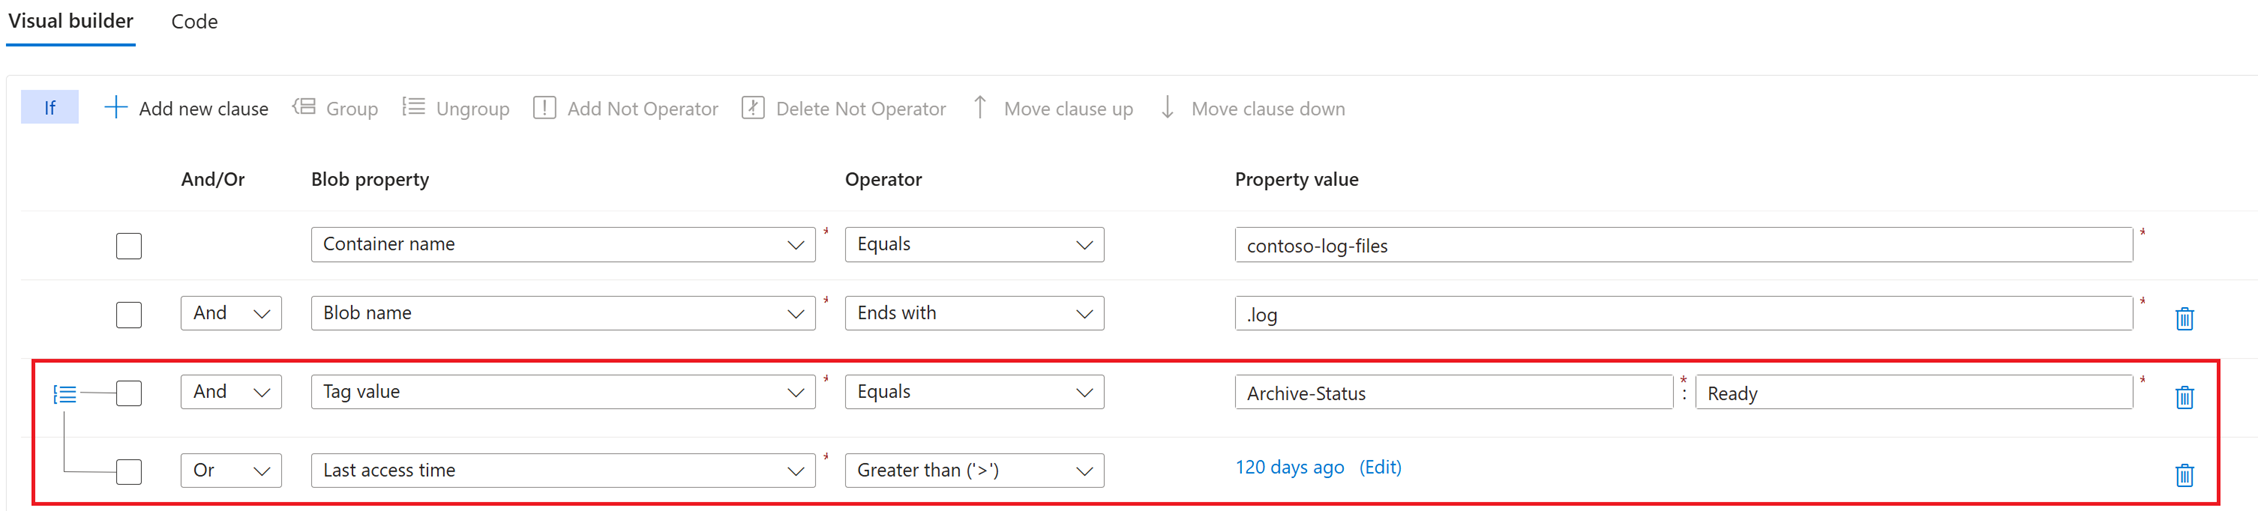 Visual builder Code
If Add new clause Group Ungroup Add Not Operator Delete Not Operator Move clause up Move clause down
And/Or Blob property Operator Property value
Container name * Equals contoso-log-files *
And Blob name * Ends with .log *
And Tag value * Equals Archive-Status * : Ready *
Or Last access time * Greater than ('>') 120 days ago (Edit)